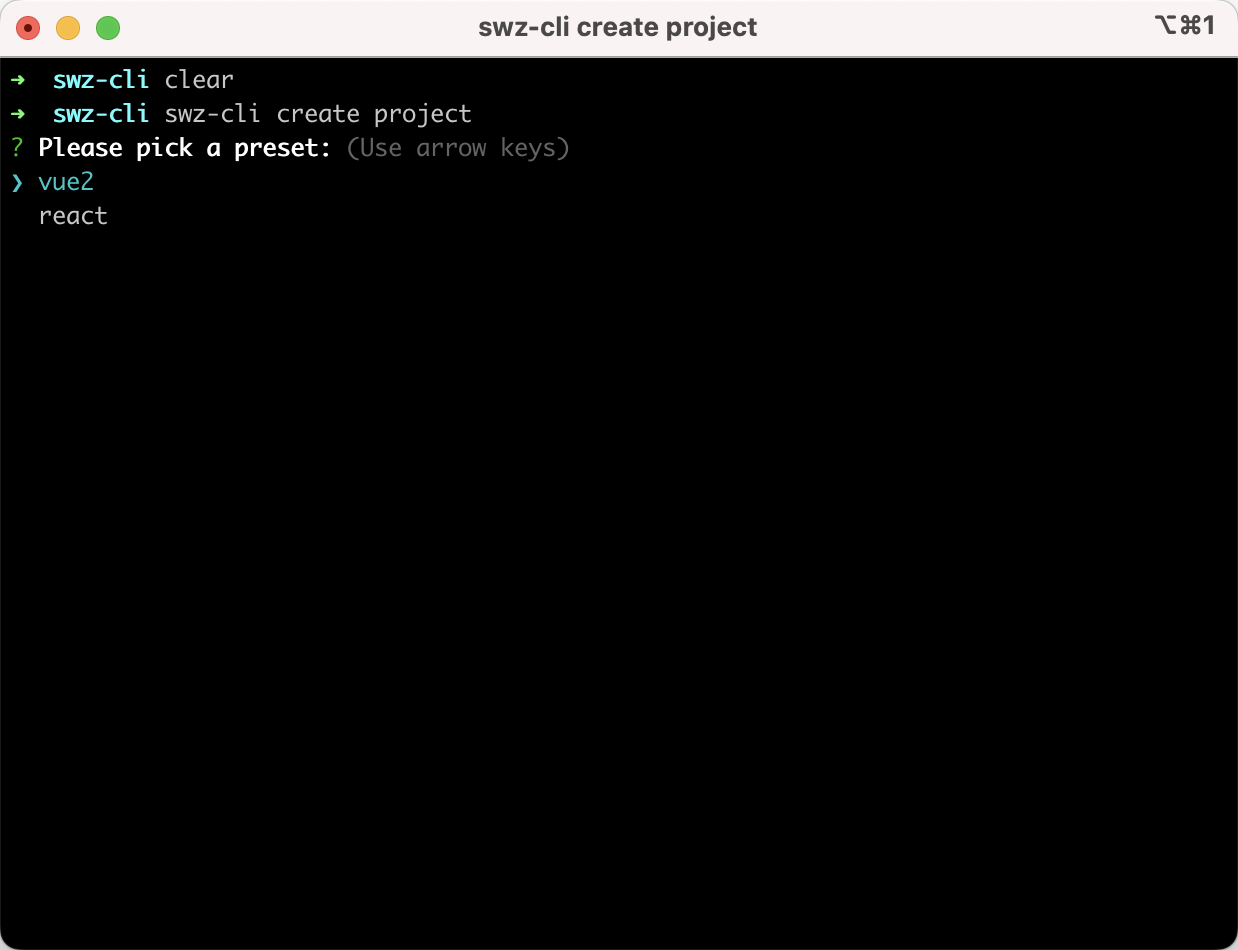 swz-cli create project
⌥⌘1
➜ swz-cli clear
➜ swz-cli swz-cli create project
? Please pick a preset: (Use arrow keys)
❯ vue2
react